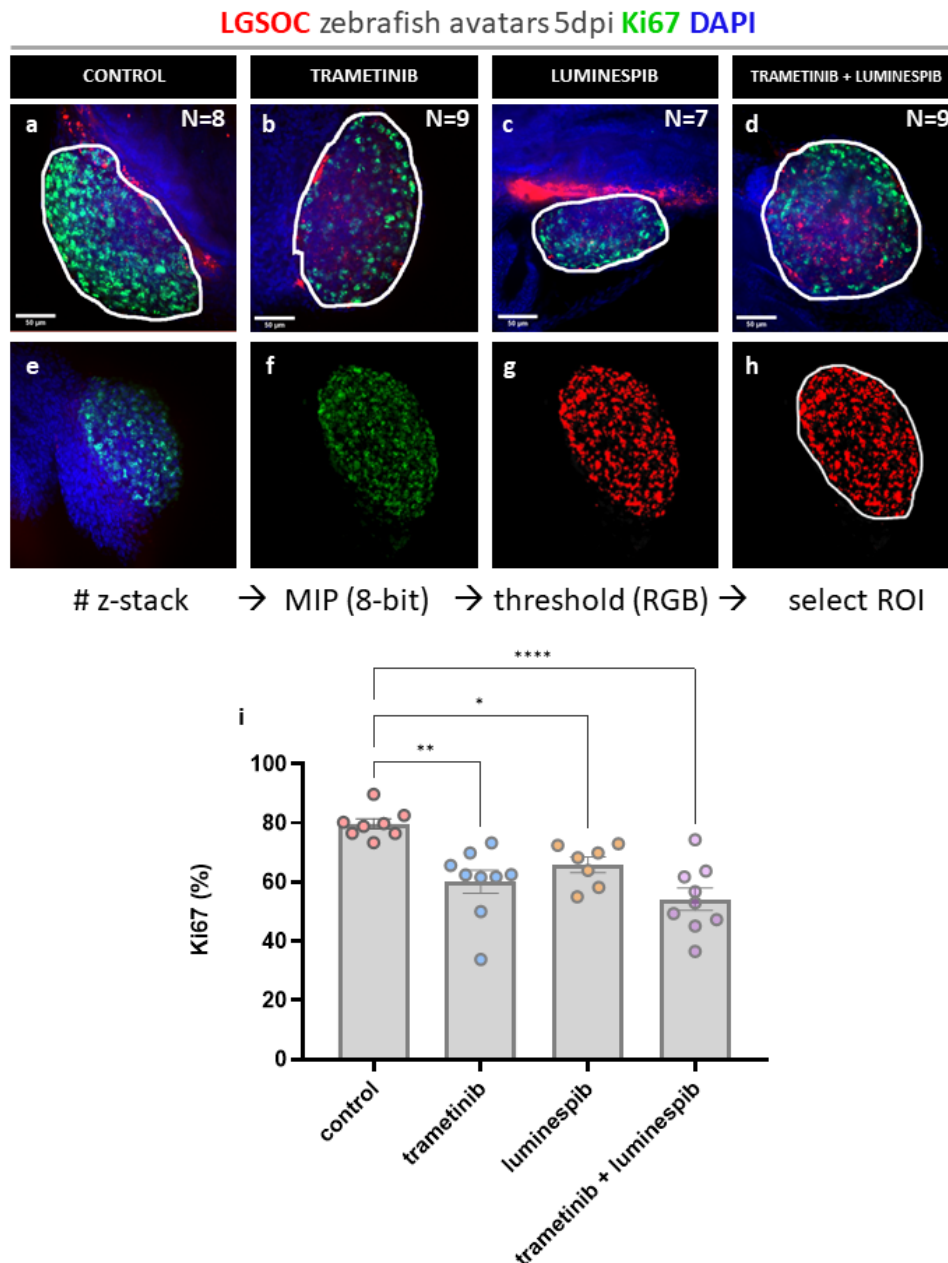 LGSOC zebrafish avatars 5dpi Ki67 DAPI
CONTROL TRAMETINIB LUMINESPIB TRAMETINIB + LUMINESPIB
a N=8 b N=9 c N=7 d N=9
50 µm 50 µm 50 µm 50 µm
e f g h
# z-stack → MIP (8-bit) → threshold (RGB) → select ROI
****
i
*
**
100
80
60
40
20
0
Ki67 (%)
control
trametinib
luminespib
trametinib + luminespib